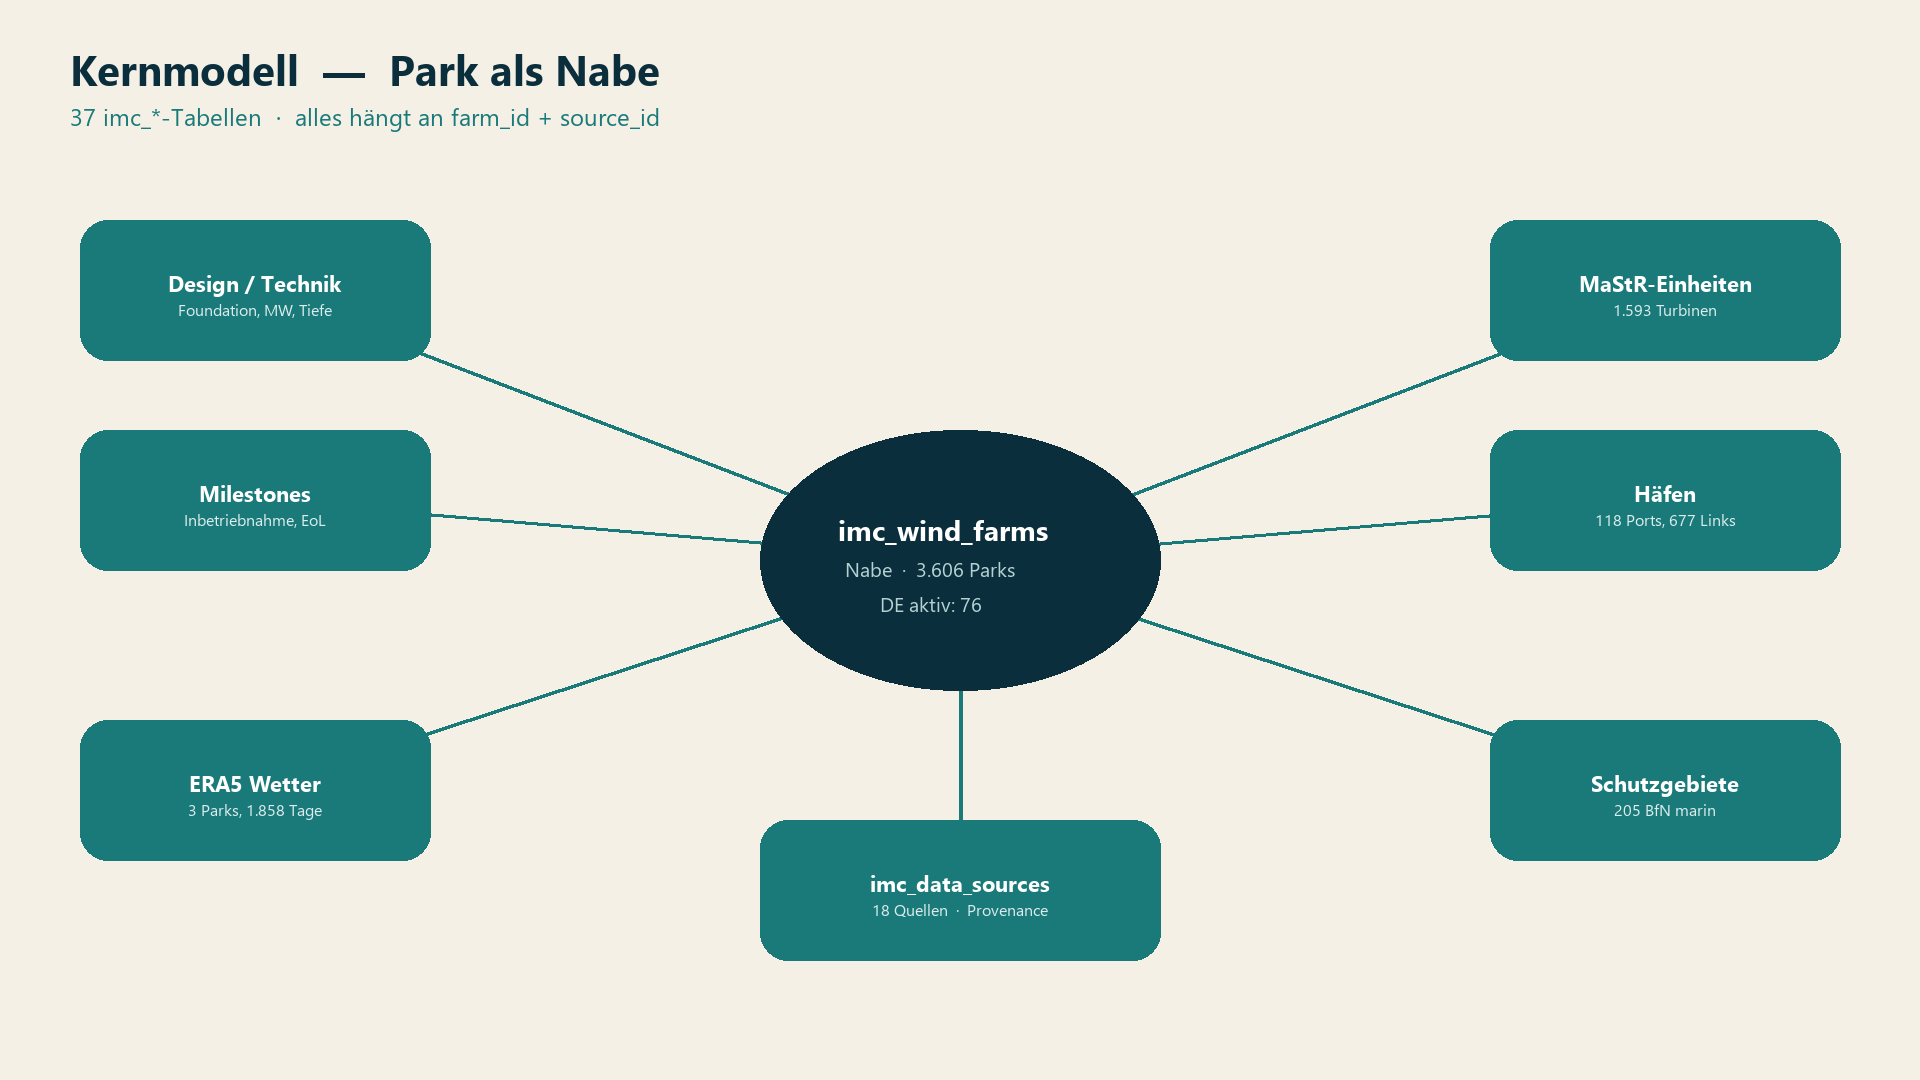 Kernmodell — Park als Nabe
37 imc_*-Tabellen · alles hängt an farm_id + source_id
Design / Technik
Foundation, MW, Tiefe
MaStR-Einheiten
1.593 Turbinen
Milestones
Inbetriebnahme, EoL
Häfen
118 Ports, 677 Links
imc_wind_farms
Nabe · 3.606 Parks
DE aktiv: 76
ERA5 Wetter
3 Parks, 1.858 Tage
Schutzgebiete
205 BfN marin
imc_data_sources
18 Quellen · Provenance